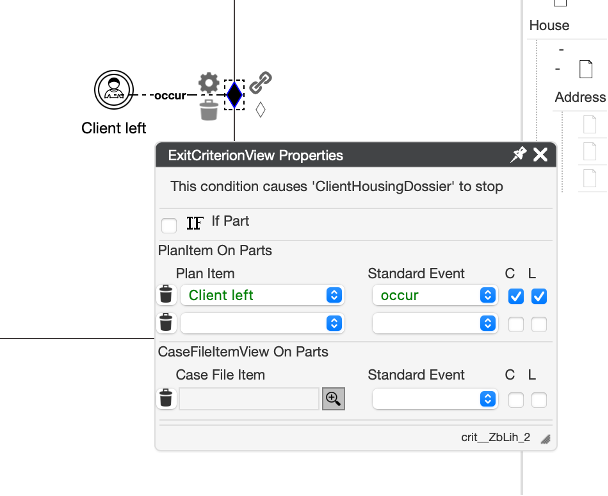 House
-
-
Address
occur
Client left
ExitCriterionView Properties
This condition causes 'ClientHousingDossier' to stop
IF If Part
PlanItem On Parts
Plan Item Standard Event C L
Client left occur
CaseFileItemView On Parts
Case File Item Standard Event C L
crit__ZbLih_2